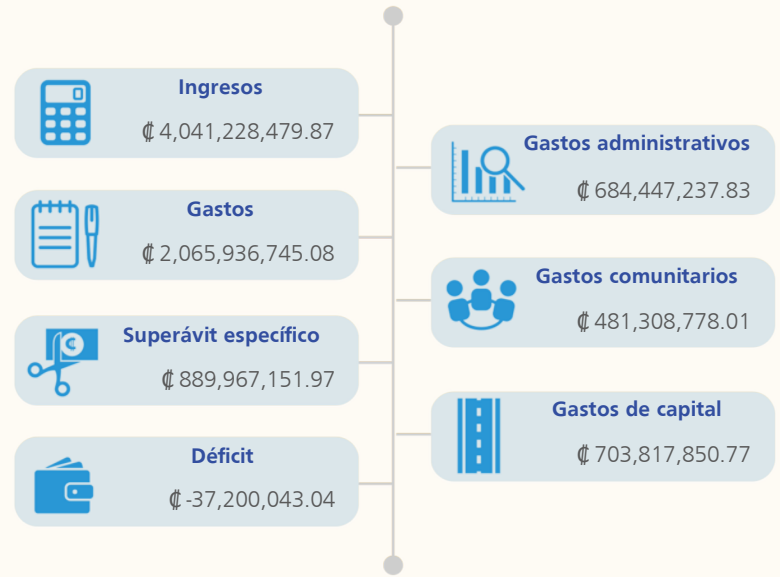 Ingresos
₡ 4,041,228,479.87
Gastos
₡ 2,065,936,745.08
Superávit específico
₡ 889,967,151.97
Déficit
₡ -37,200,043.04
Gastos administrativos
₡ 684,447,237.83
Gastos comunitarios
₡ 481,308,778.01
Gastos de capital
₡ 703,817,850.77